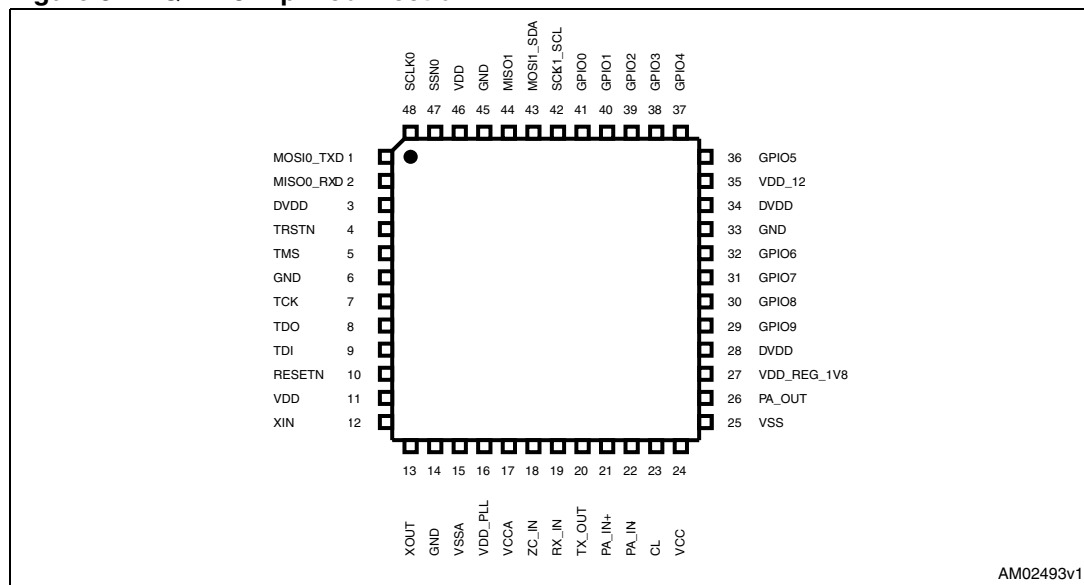 SCLK0 SSN0 VDD GND MISO1 MOSI1_SDA SCK1_SCL GPIO0 GPIO1 GPIO2 GPIO3 GPIO4
48 47 46 45 44 43 42 41 40 39 38 37
MOSI0_TXD 1
MISO0_RXD 2
DVDD 3
TRSTN 4
TMS 5
GND 6
TCK 7
TDO 8
TDI 9
RESETN 10
VDD 11
XIN 12
36 GPIO5
35 VDD_12
34 DVDD
33 GND
32 GPIO6
31 GPIO7
30 GPIO8
29 GPIO9
28 DVDD
27 VDD_REG_1V8
26 PA_OUT
25 VSS
13 14 15 16 17 18 19 20 21 22 23 24
XOUT GND VSSA VDD_PLL VCCA ZC_IN RX_IN TX_OUT PA_IN+ PA_IN CL VCC
AM02493v1